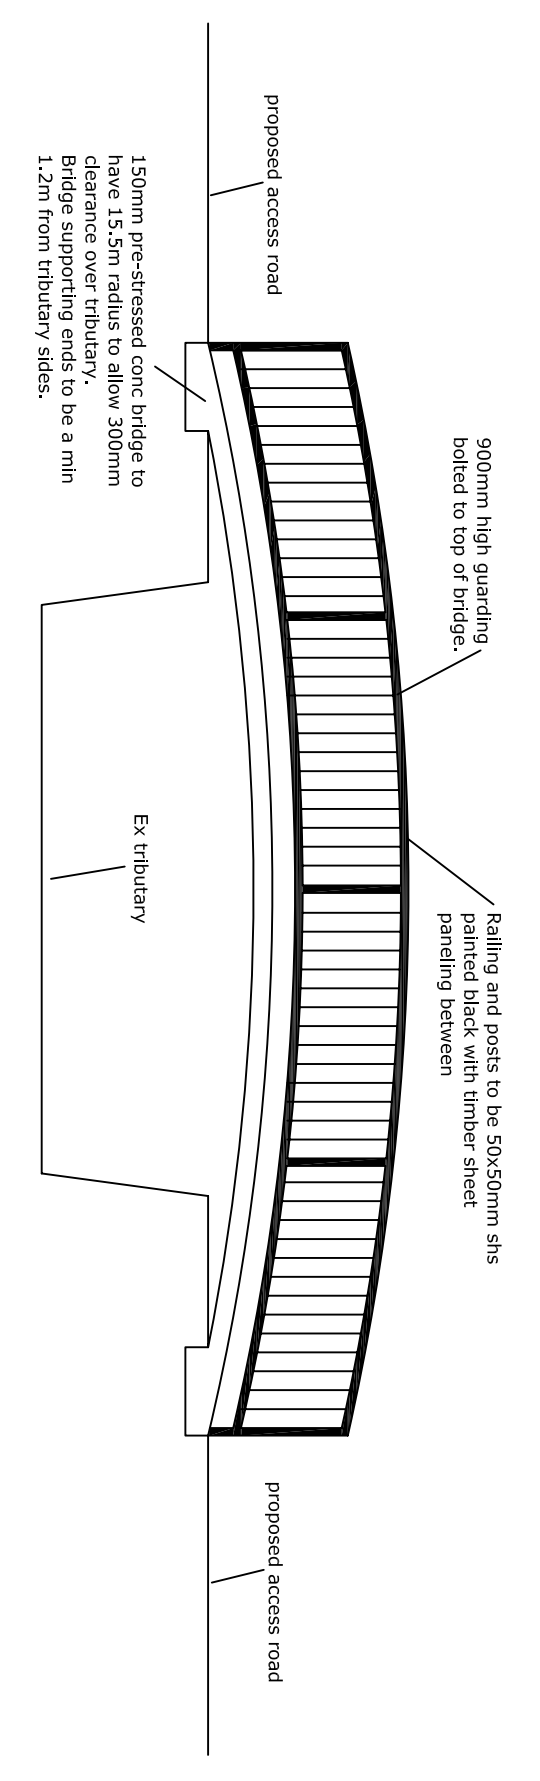 proposed access road
900mm high guarding
bolted to top of bridge.
Railing and posts to be 50x50mm shs
painted black with timber sheet
paneling between
proposed access road
150mm pre-stressed conc bridge to
have 15.5m radius to allow 300mm
clearance over tributary.
Bridge supporting ends to be a min
1.2m from tributary sides.
Ex tributary